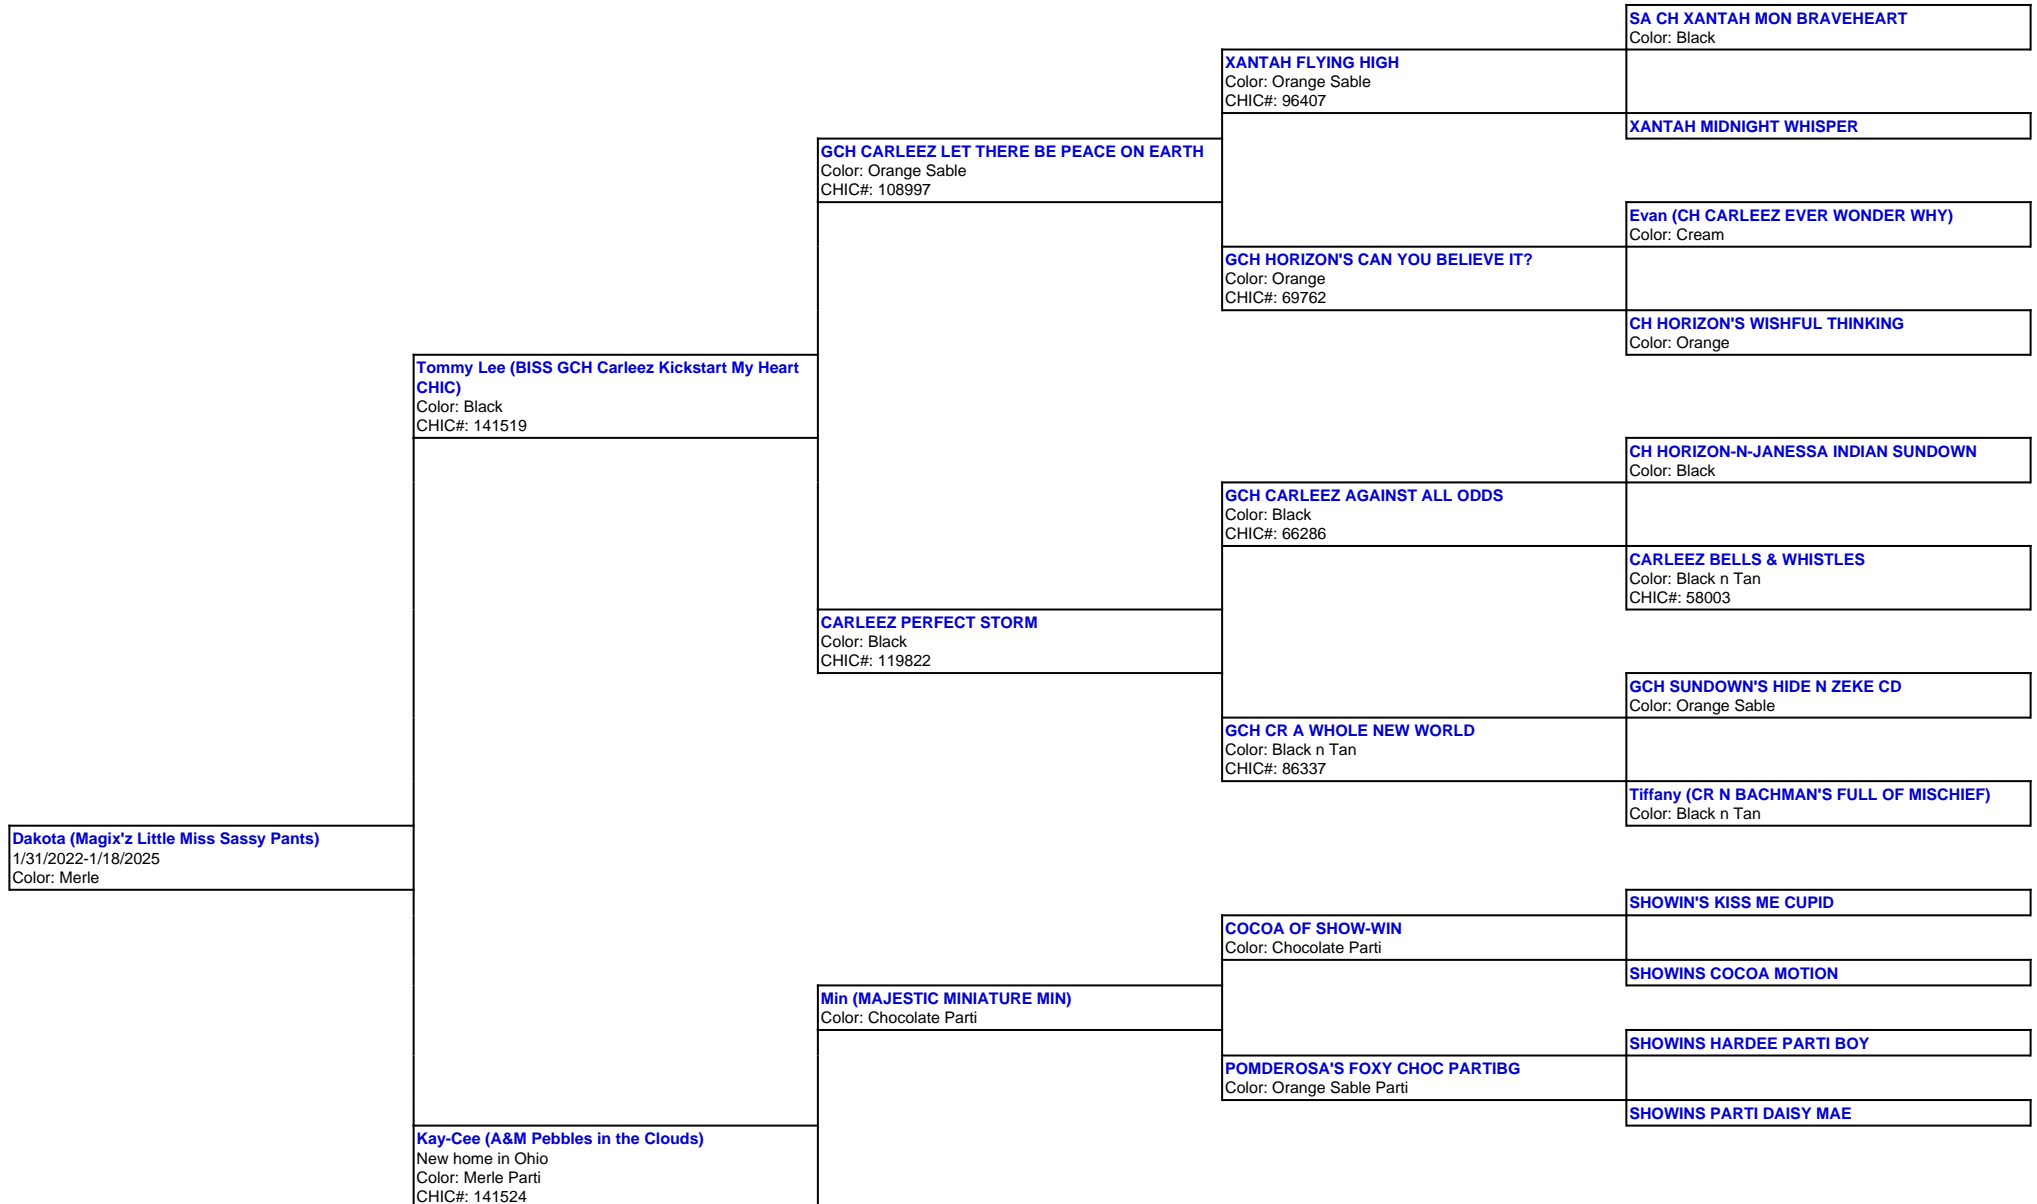 SA CH XANTAH MON BRAVEHEART
Color: Black
XANTAH FLYING HIGH
Color: Orange Sable
CHIC#: 96407
XANTAH MIDNIGHT WHISPER
GCH CARLEEZ LET THERE BE PEACE ON EARTH
Color: Orange Sable
CHIC#: 108997
Evan (CH CARLEEZ EVER WONDER WHY)
Color: Cream
GCH HORIZON'S CAN YOU BELIEVE IT?
Color: Orange
CHIC#: 69762
CH HORIZON'S WISHFUL THINKING
Color: Orange
Tommy Lee (BISS GCH Carleez Kickstart My Heart
CHIC)
Color: Black
CHIC#: 141519
CH HORIZON-N-JANESSA INDIAN SUNDOWN
Color: Black
GCH CARLEEZ AGAINST ALL ODDS
Color: Black
CHIC#: 66286
CARLEEZ BELLS & WHISTLES
Color: Black n Tan
CHIC#: 58003
CARLEEZ PERFECT STORM
Color: Black
CHIC#: 119822
GCH SUNDOWN'S HIDE N ZEKE CD
Color: Orange Sable
GCH CR A WHOLE NEW WORLD
Color: Black n Tan
CHIC#: 86337
Tiffany (CR N BACHMAN'S FULL OF MISCHIEF)
Color: Black n Tan
Dakota (Magix'z Little Miss Sassy Pants)
1/31/2022-1/18/2025
Color: Merle
SHOWIN'S KISS ME CUPID
COCOA OF SHOW-WIN
Color: Chocolate Parti
SHOWINS COCOA MOTION
Min (MAJESTIC MINIATURE MIN)
Color: Chocolate Parti
SHOWINS HARDEE PARTI BOY
POMDEROSA'S FOXY CHOC PARTIBG
Color: Orange Sable Parti
SHOWINS PARTI DAISY MAE
Kay-Cee (A&M Pebbles in the Clouds)
New home in Ohio
Color: Merle Parti
CHIC#: 141524